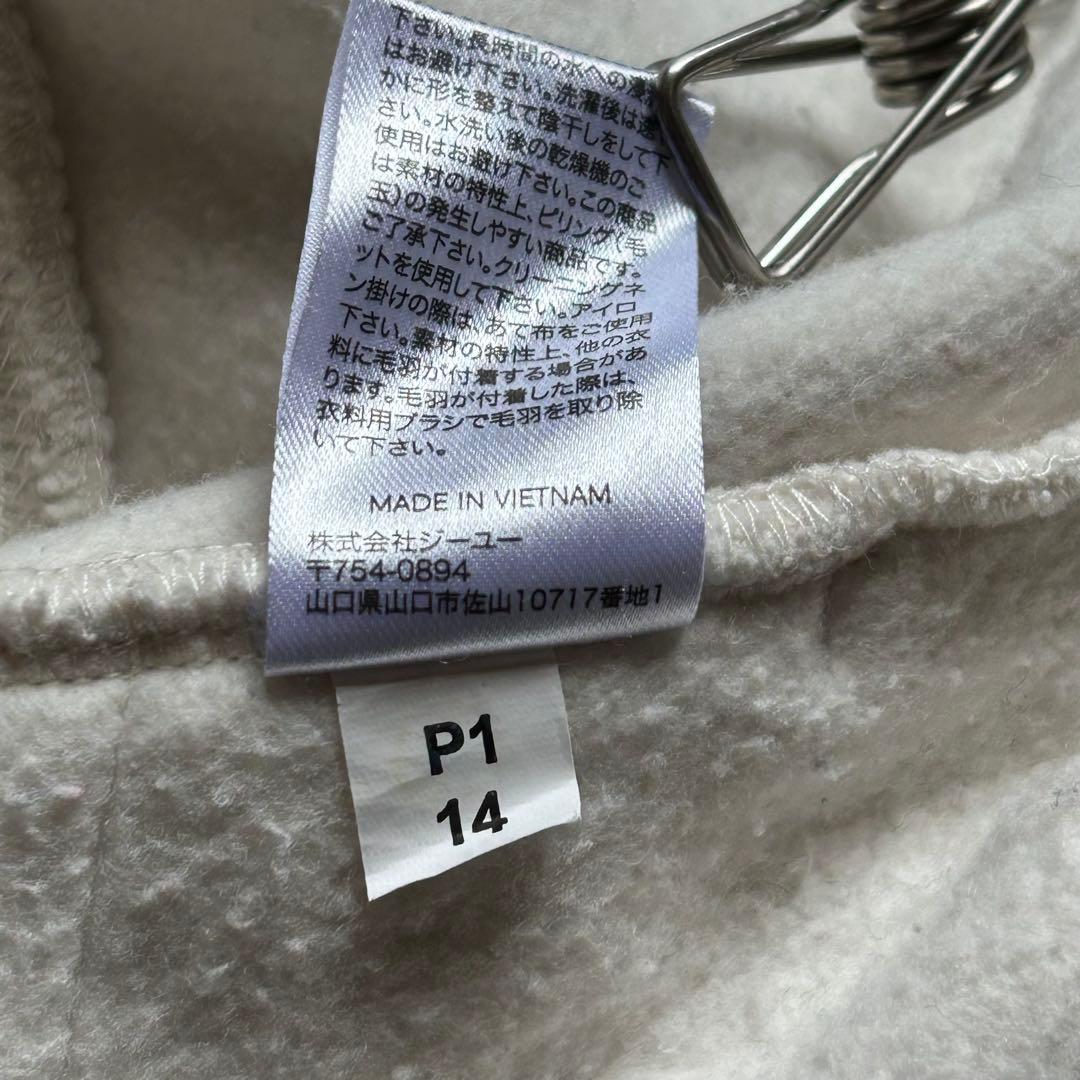 下さい。長時間の水への浸
はお避け下さい。洗濯後は速
かに形を整えて陰干しをして下
さい。水洗い後の乾燥機のご
使用はお避け下さい。この商品
は素材の特性上、ピリング(毛
玉)の発生しやすい商品です。
ご了承下さい。クリーニングネ
ットを使用して下さい。アイロ
ン掛けの際は、あて布をご使用
下さい。素材の特性上、他の衣
料に毛羽が付着する場合があ
ります。毛羽が付着した際は、
衣料用ブラシで毛羽を取り除
いて下さい。
MADE IN VIETNAM
株式会社ジーユー
〒754-0894
山口県山口市佐山10717番地1
P1
14